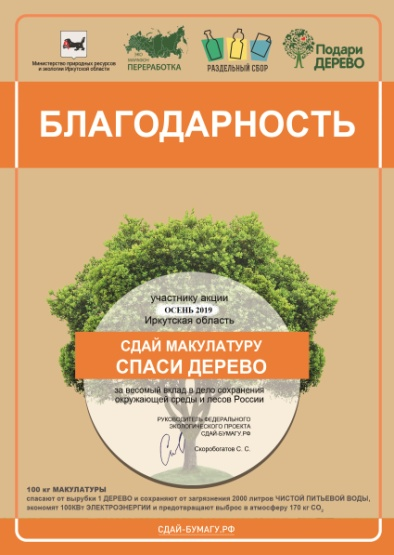 Министерство природных ресурсов
и экологии Иркутской области
ПЕРЕРАБОТКА
РАЗДЕЛЬНЫЙ СБОР
Подари
ДЕРЕВО
БЛАГОДАРНОСТЬ
участнику акции
ОСЕНЬ 2019
Иркутская область
СДАЙ МАКУЛАТУРУ
СПАСИ ДЕРЕВО
за весомый вклад в дело сохранения
окружающей среды и лесов России
РУКОВОДИТЕЛЬ ФЕДЕРАЛЬНОГО
ЭКОЛОГИЧЕСКОГО ПРОЕКТА
СДАЙ-БУМАГУ.РФ
Скоробогатов С. С.
100 кг МАКУЛАТУРЫ
спасают от вырубки 1 ДЕРЕВО и сохраняют от загрязнения 2000 литров ЧИСТОЙ ПИТЬЕВОЙ ВОДЫ,
экономят 100КВт ЭЛЕКТРОЭНЕРГИИ и предотвращают выброс в атмосферу 170 кг CO2
СДАЙ-БУМАГУ.РФ